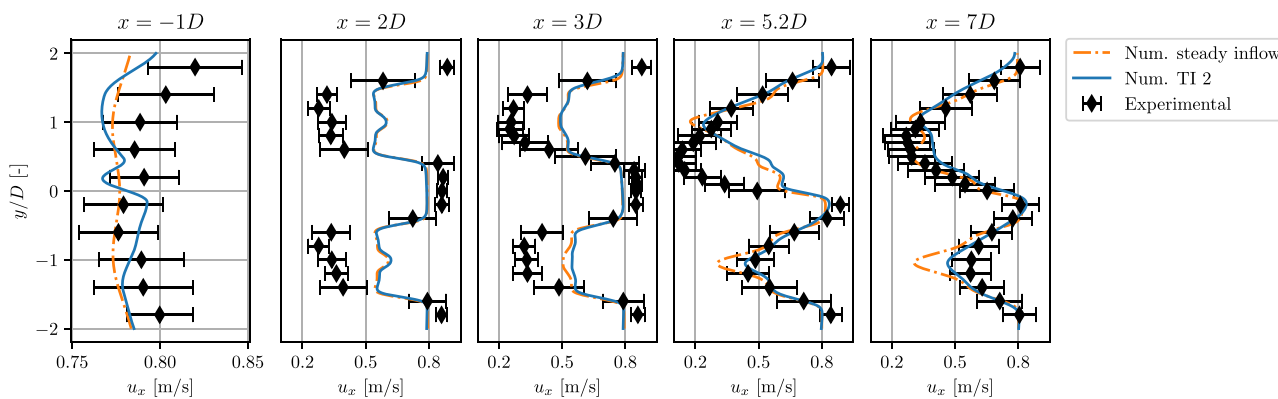 x = −1D
x = 2D
x = 3D
x = 5.2D
x = 7D
Num. steady inflow
Num. TI 2
Experimental
y/D [-]
2
1
0
−1
−2
0.75 0.80 0.85
0.2 0.5 0.8
0.2 0.5 0.8
0.2 0.5 0.8
0.2 0.5 0.8
u_x [m/s]
u_x [m/s]
u_x [m/s]
u_x [m/s]
u_x [m/s]